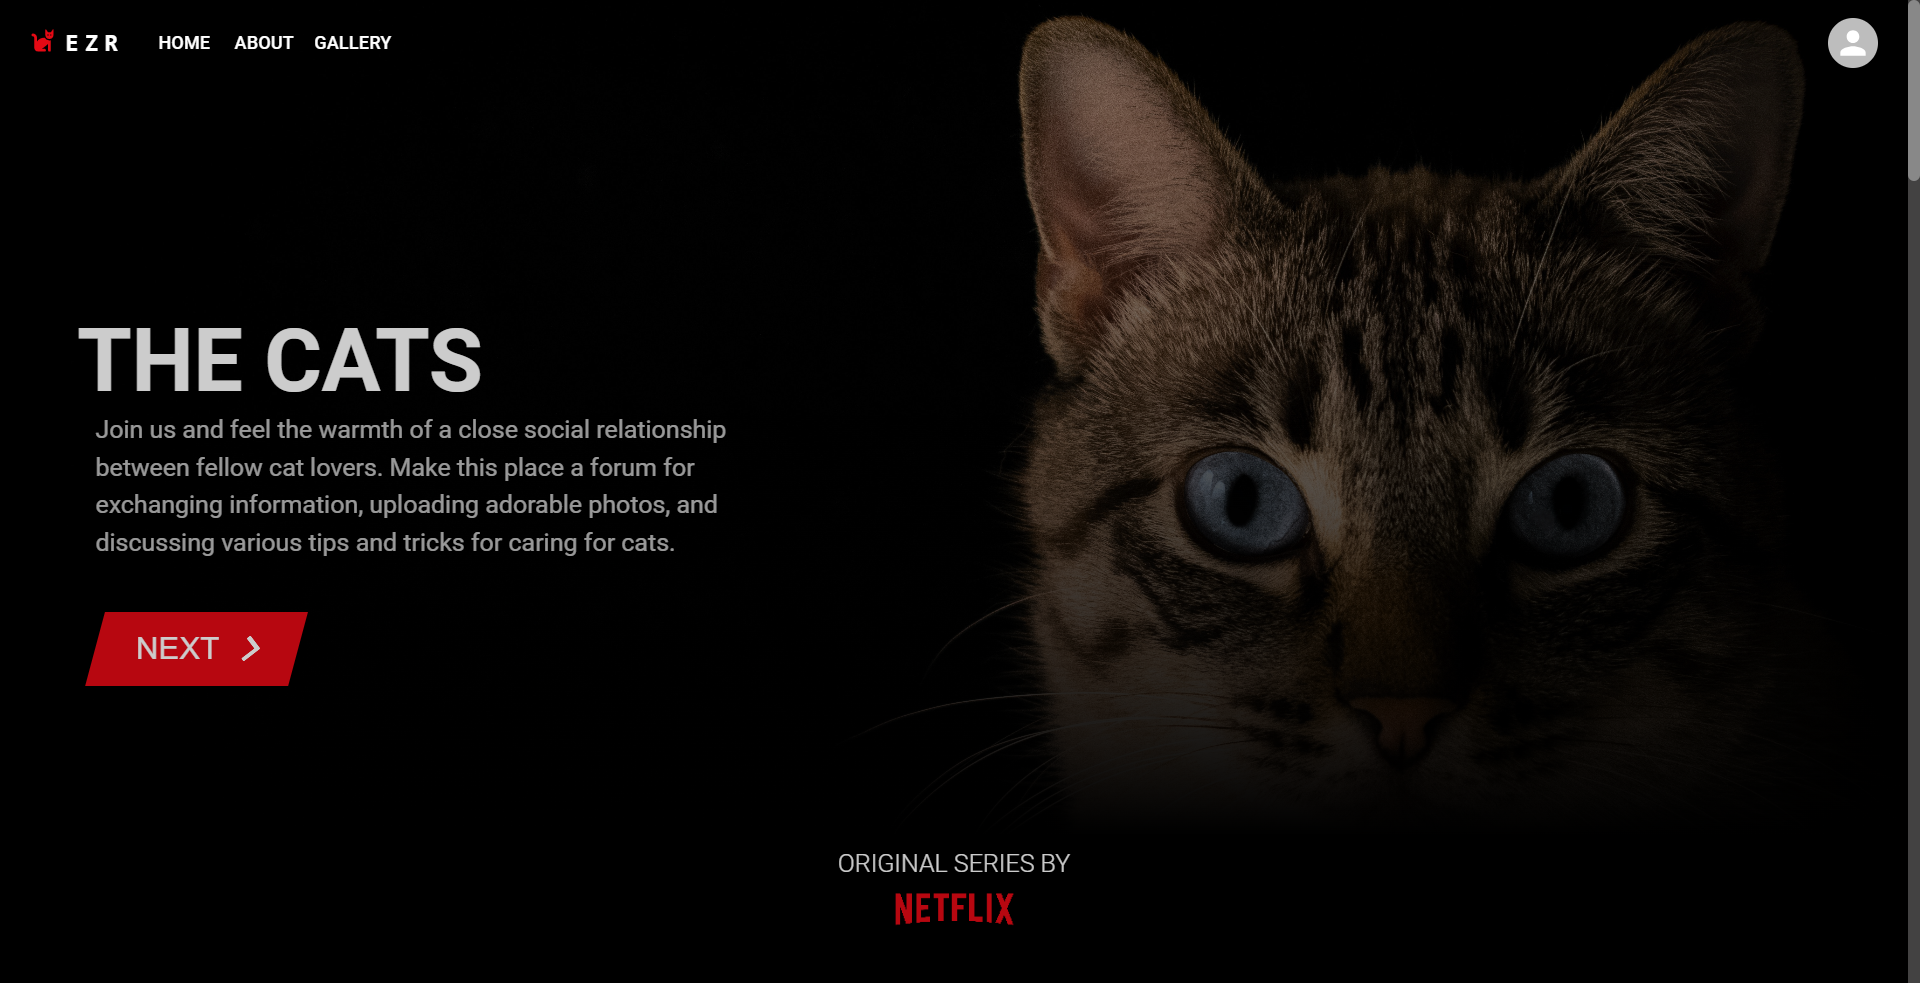 EZR
HOME
ABOUT
GALLERY
THE CATS
Join us and feel the warmth of a close social relationship
between fellow cat lovers. Make this place a forum for
exchanging information, uploading adorable photos, and
discussing various tips and tricks for caring for cats.
NEXT
ORIGINAL SERIES BY
NETFLIX